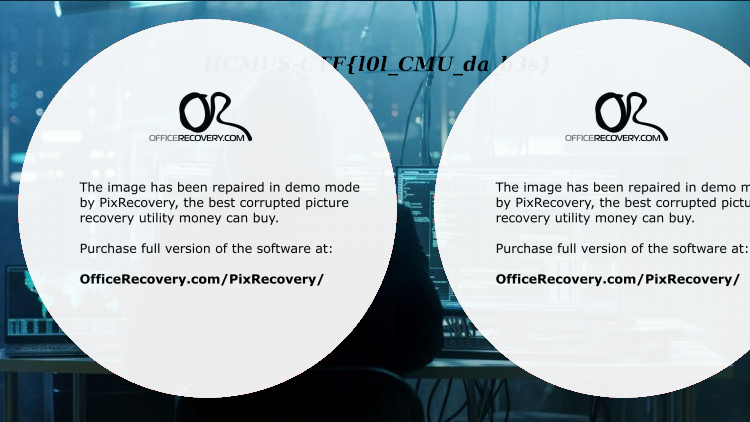 HCMUS-CTF{l0l_CMU_da_b3s}
OFFICERECOVERY.COM
The image has been repaired in demo mode
by PixRecovery, the best corrupted picture
recovery utility money can buy.
Purchase full version of the software at:
OfficeRecovery.com/PixRecovery/
OFFICERECOVERY.COM
The image has been repaired in demo m
by PixRecovery, the best corrupted pictu
recovery utility money can buy.
Purchase full version of the software at:
OfficeRecovery.com/PixRecovery/